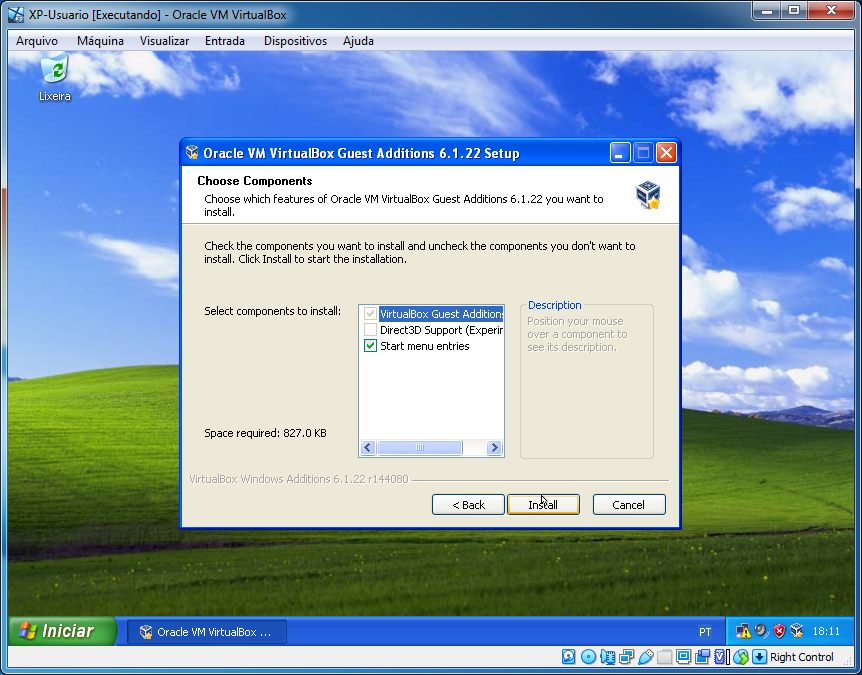 XP-Usuario [Executando] - Oracle VM VirtualBox
Arquivo Máquina Visualizar Entrada Dispositivos Ajuda
Lixeira
Oracle VM VirtualBox Guest Additions 6.1.22 Setup
Choose Components
Choose which features of Oracle VM VirtualBox Guest Additions 6.1.22 you want to
install.
Check the components you want to install and uncheck the components you don't want to
install. Click Install to start the installation.
Select components to install:
VirtualBox Guest Additions
Direct3D Support (Experin
Start menu entries
Description
Position your mouse
over a component to
see its description.
Space required: 827.0 KB
VirtualBox Windows Additions 6.1.22 r144080
< Back Install Cancel
Iniciar Oracle VM VirtualBox ... PT 18:11
Right Control